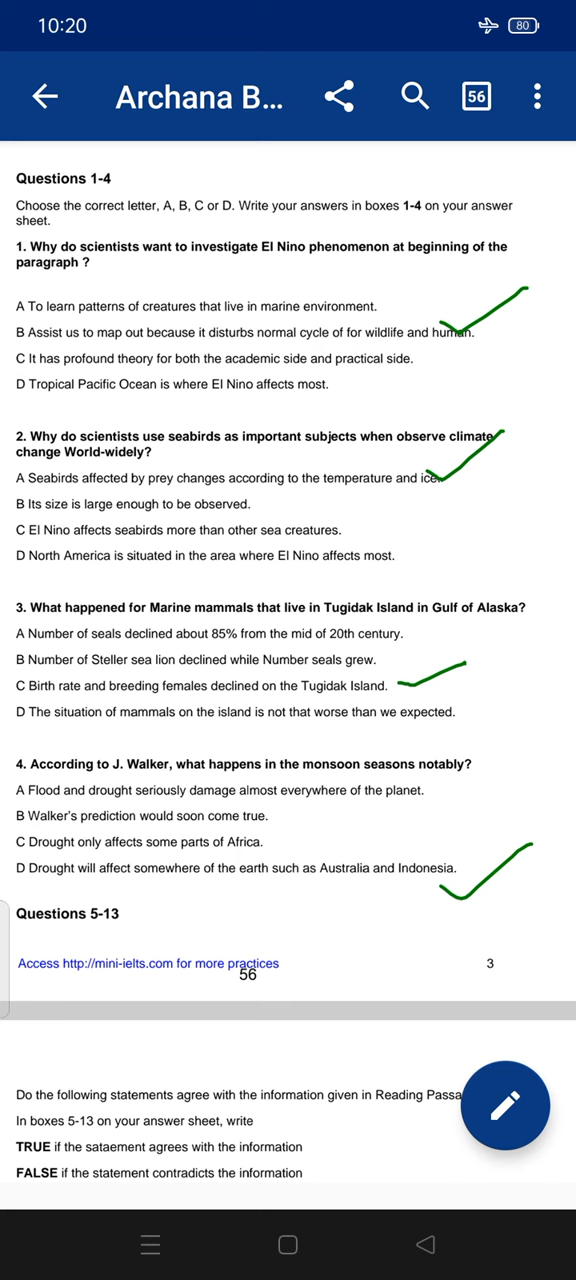 10:20
80
Archana B...
56
Questions 1-4
Choose the correct letter, A, B, C or D. Write your answers in boxes 1-4 on your answer
sheet.
1. Why do scientists want to investigate El Nino phenomenon at beginning of the
paragraph ?
A To learn patterns of creatures that live in marine environment.
B Assist us to map out because it disturbs normal cycle of for wildlife and human.
C It has profound theory for both the academic side and practical side.
D Tropical Pacific Ocean is where El Nino affects most.
2. Why do scientists use seabirds as important subjects when observe climate
change World-widely?
A Seabirds affected by prey changes according to the temperature and ice.
B Its size is large enough to be observed.
C El Nino affects seabirds more than other sea creatures.
D North America is situated in the area where El Nino affects most.
3. What happened for Marine mammals that live in Tugidak Island in Gulf of Alaska?
A Number of seals declined about 85% from the mid of 20th century.
B Number of Steller sea lion declined while Number seals grew.
C Birth rate and breeding females declined on the Tugidak Island.
D The situation of mammals on the island is not that worse than we expected.
4. According to J. Walker, what happens in the monsoon seasons notably?
A Flood and drought seriously damage almost everywhere of the planet.
B Walker's prediction would soon come true.
C Drought only affects some parts of Africa.
D Drought will affect somewhere of the earth such as Australia and Indonesia.
Questions 5-13
Access http://mini-ielts.com for more practices
3
56
Do the following statements agree with the information given in Reading Passa
In boxes 5-13 on your answer sheet, write
TRUE if the sataement agrees with the information
FALSE if the statement contradicts the information